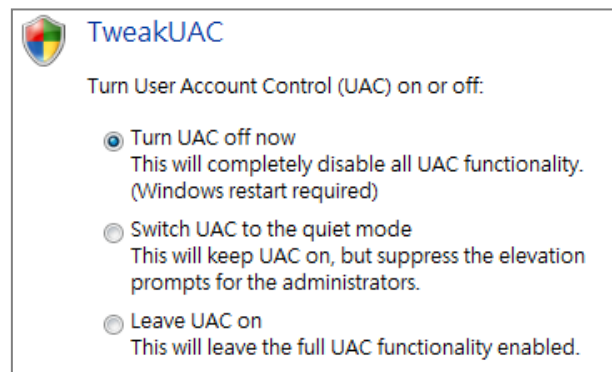 TweakUAC
Turn User Account Control (UAC) on or off:
Turn UAC off now
This will completely disable all UAC functionality.
(Windows restart required)
Switch UAC to the quiet mode
This will keep UAC on, but suppress the elevation
prompts for the administrators.
Leave UAC on
This will leave the full UAC functionality enabled.